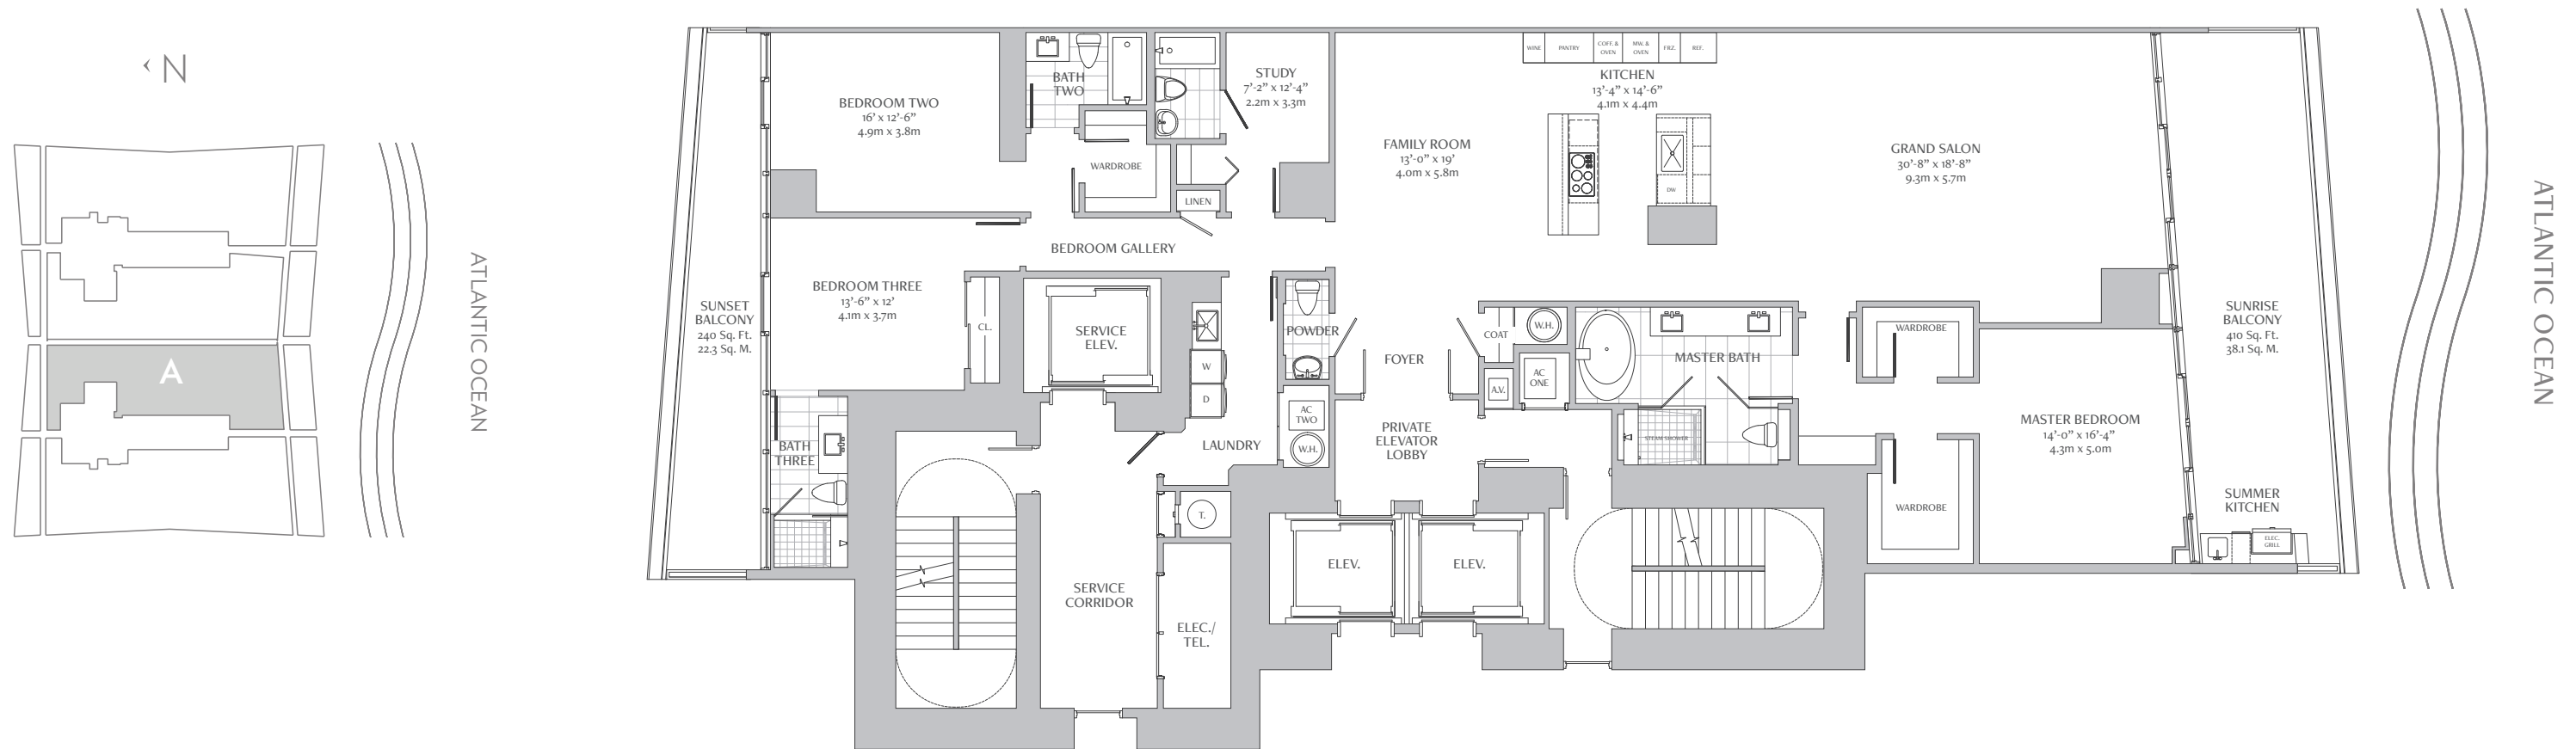 N
A
ATLANTIC OCEAN
SUNSET
BALCONY
240 Sq. Ft.
22.3 Sq. M.
BEDROOM TWO
16' x 12'-6"
4.9m x 3.8m
BATH
TWO
WARDROBE
LINEN
STUDY
7'-2" x 12'-4"
2.2m x 3.3m
FAMILY ROOM
13'-0" x 19'
4.0m x 5.8m
WINE
PANTRY
COFF. &
OVEN
MW. &
OVEN
FRZ.
REF.
KITCHEN
13'-4" x 14'-6"
4.1m x 4.4m
DW
GRAND SALON
30'-8" x 18'-8"
9.3m x 5.7m
BEDROOM GALLERY
BEDROOM THREE
13'-6" x 12'
4.1m x 3.7m
CL.
SERVICE
ELEV.
W
D
LAUNDRY
POWDER
AC
TWO
W.H.
FOYER
COAT
W.H.
A.V.
AC
ONE
PRIVATE
ELEVATOR
LOBBY
MASTER BATH
STEAM SHOWER
WARDROBE
MASTER BEDROOM
14'-0" x 16'-4"
4.3m x 5.0m
WARDROBE
SUNRISE
BALCONY
410 Sq. Ft.
38.1 Sq. M.
SUMMER
KITCHEN
ELEC.
GRILL
BATH
THREE
T.
SERVICE
CORRIDOR
ELEC./
TEL.
ELEV.
ELEV.
ATLANTIC OCEAN